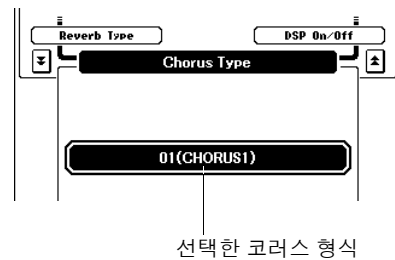 Reverb Type
DSP On/Off
Chorus Type
01(CHORUS1)
선택한 코러스 형식